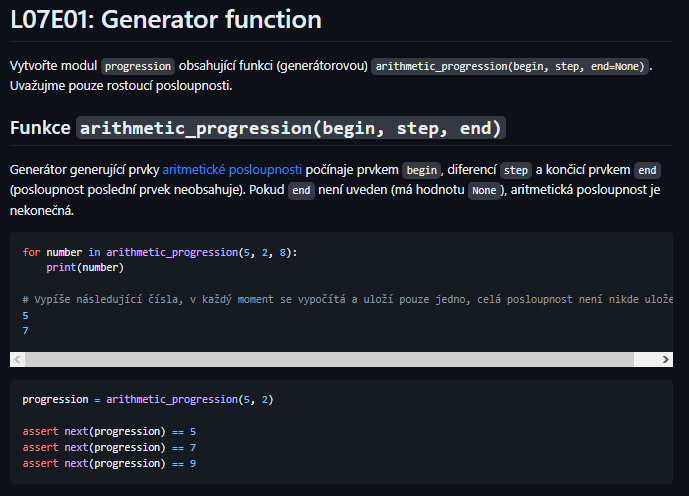 L07E01: Generator function
Vytvořte modul progression obsahující funkci (generátorovou) arithmetic_progression(begin, step, end=None).
Uvažujme pouze rostoucí posloupnosti.
Funkce arithmetic_progression(begin, step, end)
Generátor generující prvky aritmetické posloupnosti počínaje prvkem begin, diferencí step a končicí prvkem end
(posloupnost poslední prvek neobsahuje). Pokud end není uveden (má hodnotu None), aritmetická posloupnost je
nekonečná.
for number in arithmetic_progression(5, 2, 8):
    print(number)
# Vypíše následující čísla, v každý moment se vypočítá a uloží pouze jedno, celá posloupnost není nikde ulože
5
7
progression = arithmetic_progression(5, 2)
assert next(progression) == 5
assert next(progression) == 7
assert next(progression) == 9